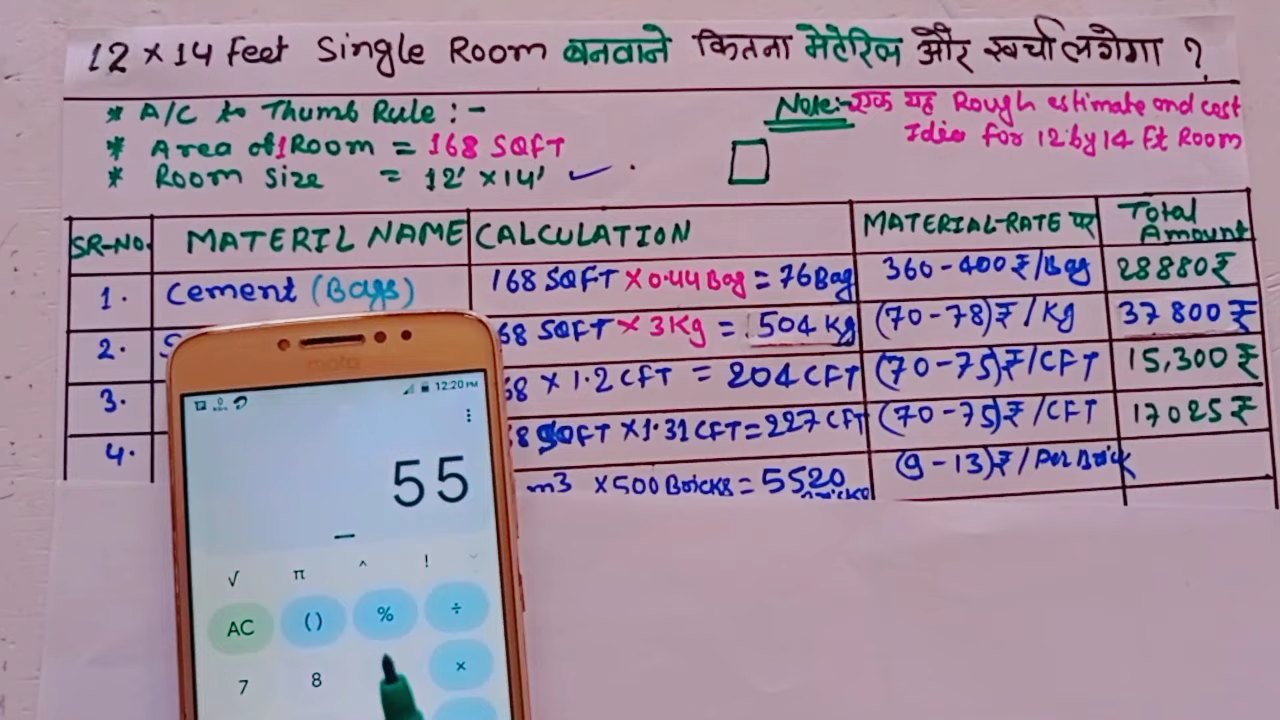 12 × 14 Feet Single Room बनवाने कितना मेटेरिल और खर्चा लगेगा ?
* A/C to Thumb Rule :-
* Area of 1 Room = 168 SQFT
* Room Size = 12' ×14'
Note:- एक यह Rough estimate and cost
Idia for 12 by 14 Ft Room
SR-NO. MATERIL NAME CALCULATION MATERIAL-RATE पर Total Amount
1. Cement (Bags) 168 SQFT × 0.44 Bag = 76 Bag 360-400₹/Bag 28880₹
2. 68 SQFT × 3 Kg = 504 Kg (70-78)₹/Kg 37800₹
3. 68 × 1.2 CFT = 204 CFT (70-75)₹/CFT 15,300₹
4. 8 SQFT ×1.31 CFT=227 CFT (70-75)₹/CFT 17025₹
m3 ×500 Bricks = 5520 (9-13)₹/Per Brick
moto
12:20 PM
55
√ π ^ !
AC () % ÷
7 8 ×